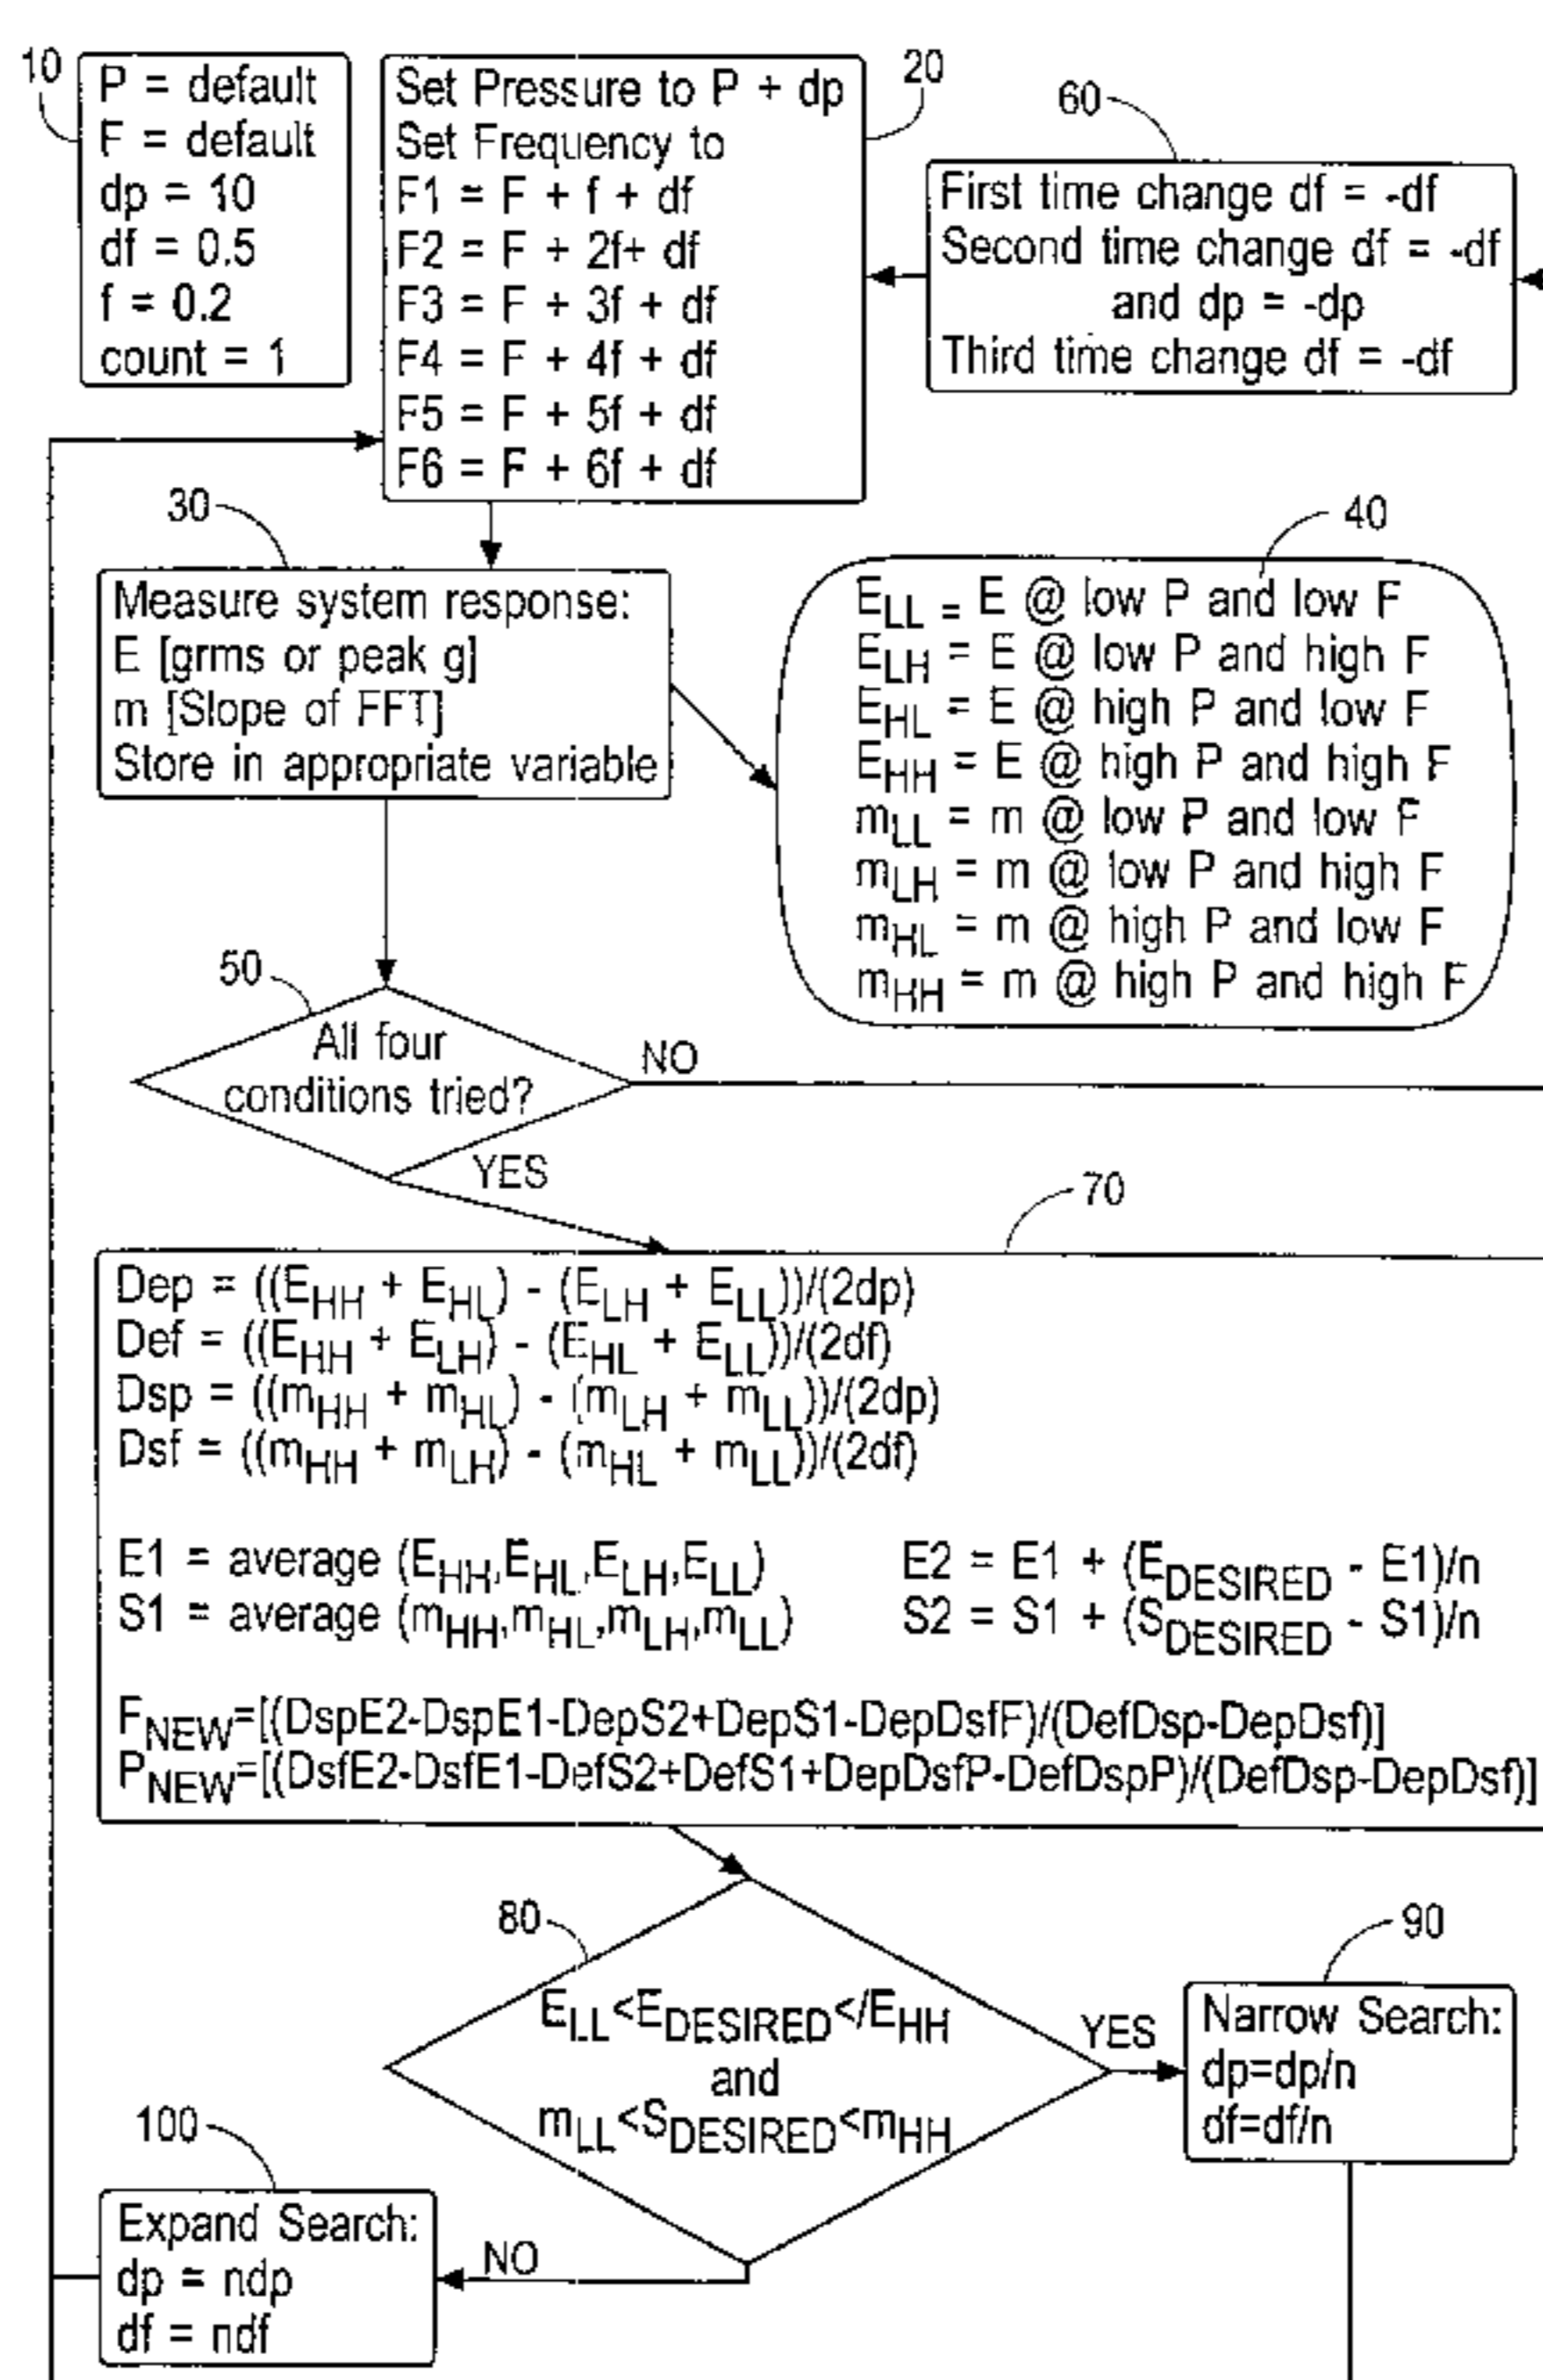 10
P = default
F = default
dp = 10
df = 0.5
f = 0.2
count = 1
20
Set Pressure to P + dp
Set Frequency to
F1 = F + f + df
F2 = F + 2f+ df
F3 = F + 3f + df
F4 = F + 4f + df
F5 = F + 5f + df
F6 = F + 6f + df
60
First time change df = -df
Second time change df = -df
and dp = -dp
Third time change df = -df
30
Measure system response:
E [grms or peak g]
m [Slope of FFT]
Store in appropriate variable
40
E_LL = E @ low P and low F
E_LH = E @ low P and high F
E_HL = E @ high P and low F
E_HH = E @ high P and high F
m_LL = m @ low P and low F
m_LH = m @ low P and high F
m_HL = m @ high P and low F
m_HH = m @ high P and high F
50
All four
conditions tried?
NO
YES
70
Dep = ((E_HH + E_HL) - (E_LH + E_LL))/(2dp)
Def = ((E_HH + E_LH) - (E_HL + E_LL))/(2df)
Dsp = ((m_HH + m_HL) - (m_LH + m_LL))/(2dp)
Dsf = ((m_HH + m_LH) - (m_HL + m_LL))/(2df)
E1 = average (E_HH,E_HL,E_LH,E_LL) E2 = E1 + (E_DESIRED - E1)/n
S1 = average (m_HH,m_HL,m_LH,m_LL) S2 = S1 + (S_DESIRED - S1)/n
F_NEW=[(DspE2-DspE1-DepS2+DepS1-DepDsfF)/(DefDsp-DepDsf)]
P_NEW=[(DsfE2-DsfE1-DefS2+DefS1+DepDsfP-DefDspP)/(DefDsp-DepDsf)]
80
E_LL<E_DESIRED</E_HH
and
m_LL<S_DESIRED<m_HH
YES
90
Narrow Search:
dp=dp/n
df=df/n
100
Expand Search:
dp = ndp
df = ndf
NO